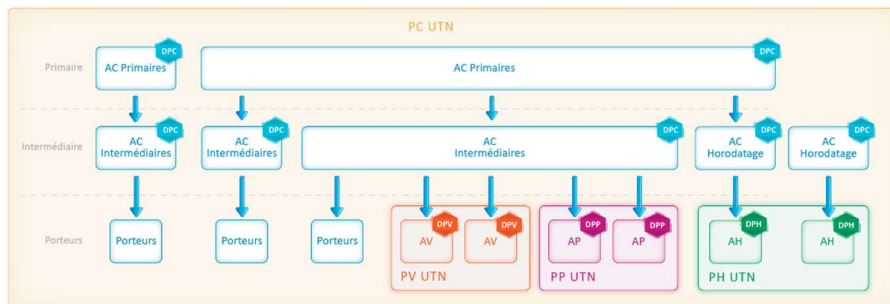 PC UTN
Primaire
AC Primaires
DPC
AC Primaires
DPC
Intermédiaire
AC
Intermédiaires
DPC
AC
Intermédiaires
DPC
AC
Intermédiaires
DPC
AC
Horodatage
DPC
AC
Horodatage
DPC
Porteurs
Porteurs
Porteurs
Porteurs
AV
DPV
AV
DPV
PV UTN
AP
DPP
AP
DPP
PP UTN
AH
DPH
AH
DPH
PH UTN